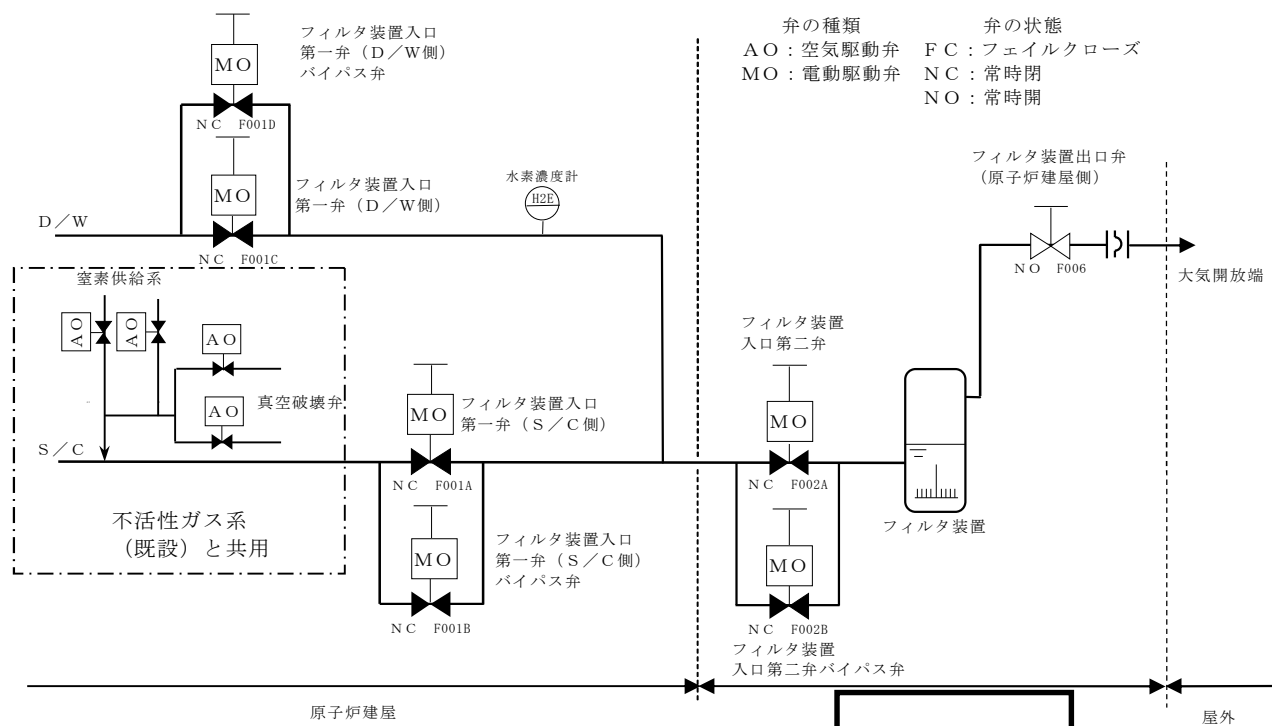 フィルタ装置入口
第一弁（Ｄ／Ｗ側）
バイパス弁
ＭＯ
ＮＣ F001D
弁の種類
ＡＯ：空気駆動弁
ＭＯ：電動駆動弁
弁の状態
ＦＣ：フェイルクローズ
ＮＣ：常時閉
ＮＯ：常時開
フィルタ装置入口
第一弁（Ｄ／Ｗ側）
ＭＯ
ＮＣ F001C
Ｄ／Ｗ
水素濃度計
H2E
フィルタ装置出口弁
（原子炉建屋側）
ＮＯ F006
大気開放端
窒素供給系
ＡＯ
ＡＯ
ＡＯ
ＡＯ
真空破壊弁
Ｓ／Ｃ
不活性ガス系
（既設）と共用
ＭＯ
フィルタ装置入口
第一弁（Ｓ／Ｃ側）
ＮＣ F001A
ＭＯ
フィルタ装置入口
第一弁（Ｓ／Ｃ側）
バイパス弁
ＮＣ F001B
フィルタ装置
入口第二弁
ＭＯ
ＮＣ F002A
ＭＯ
ＮＣ F002B
フィルタ装置
入口第二弁バイパス弁
フィルタ装置
原子炉建屋
屋外